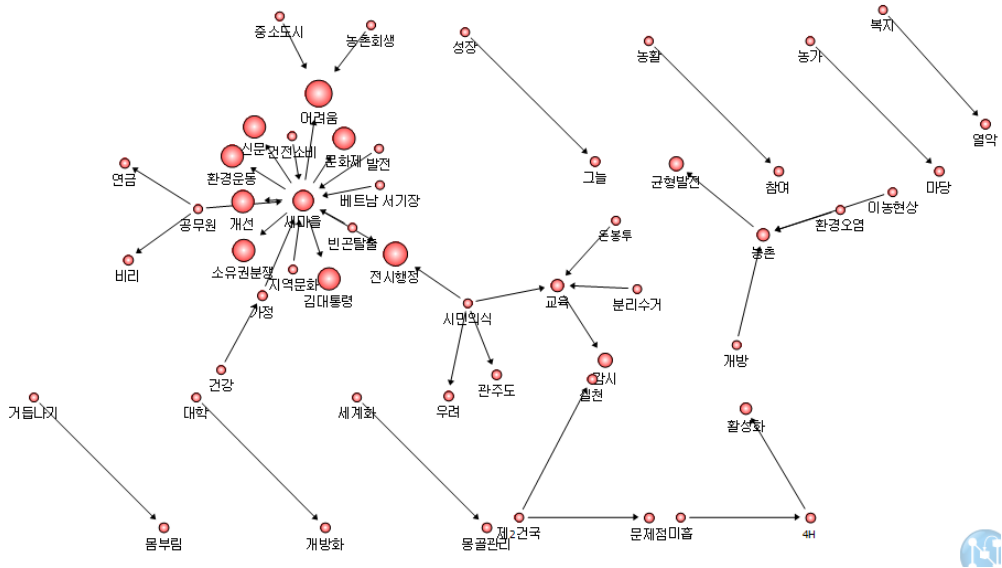 중소도시
농촌회생
성장
농활
농가
복지
어려움
신문
건전소비
문화제
발전
열악
연금
환경운동
그늘
균형발전
참여
마당
베트남 서기장
공무원
개선
새마을
이농현상
환경오염
빈곤탈출
돈봉투
농촌
비리
소유권분쟁
지역문화
김대통령
전시행정
가정
시민의식
교육
분리수거
개방
건강
관주도
감시
실천
거듭나기
대학
세계화
우려
활성화
몸부림
개방화
몽골관리
제2건국
문제점
미흡
4H